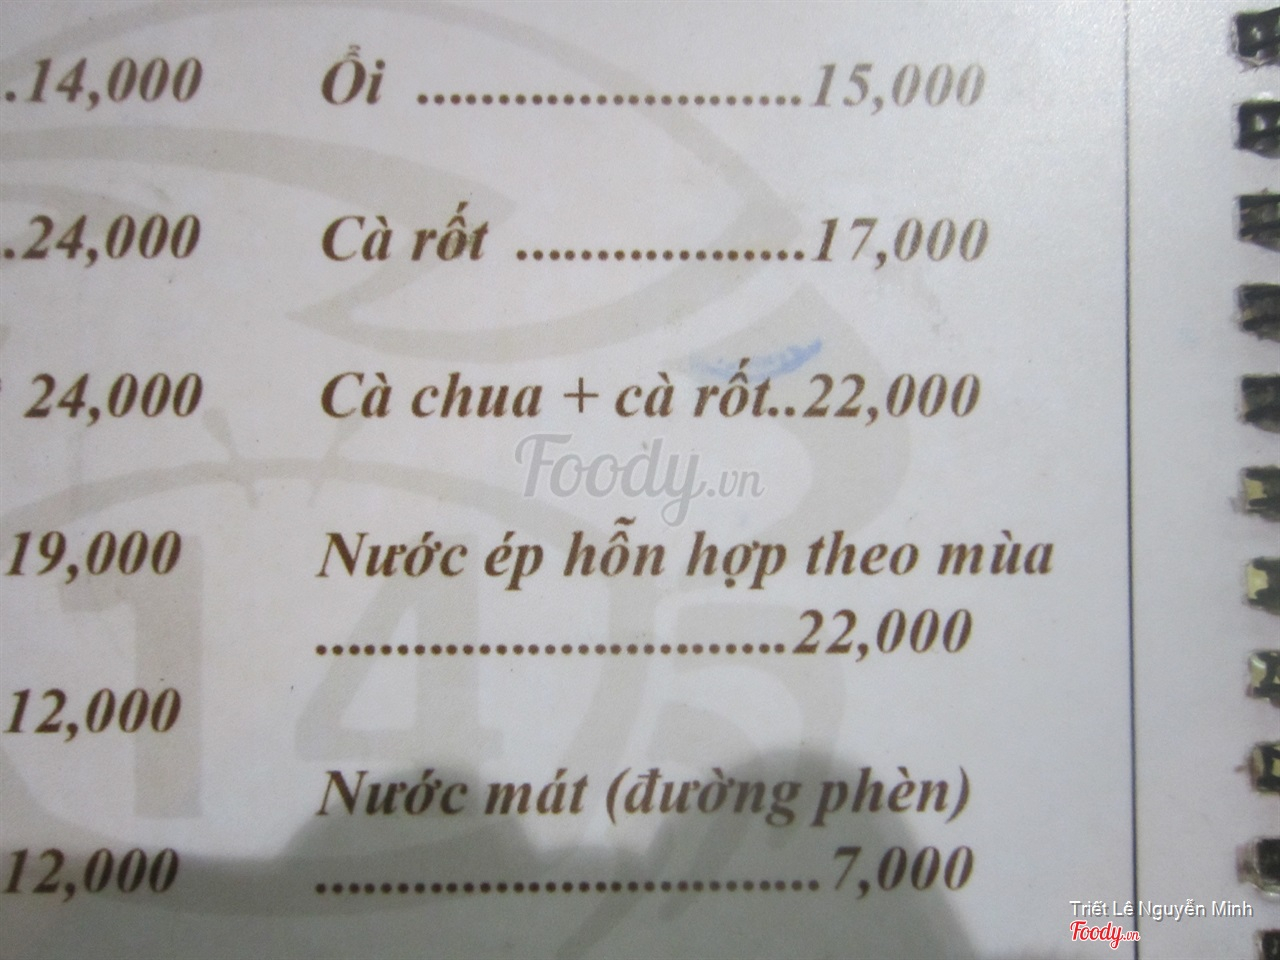 .14,000 Ổi ........................15,000
..24,000 Cà rốt ..................17,000
24,000 Cà chua + cà rốt..22,000
Foody.vn
19,000 Nước ép hỗn hợp theo mùa
.............................22,000
12,000
Nước mát (đường phèn)
12,000 ...............................7,000
145
Triết Lê Nguyễn Minh
Foody.vn